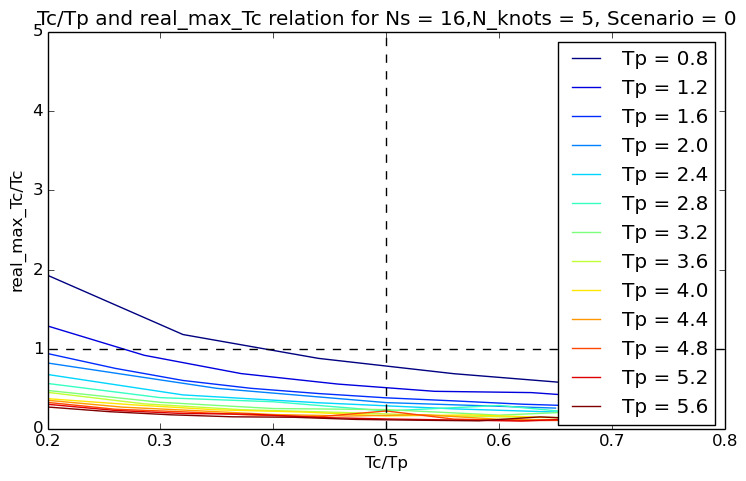 Tc/Tp and real_max_Tc relation for Ns = 16,N_knots = 5, Scenario = 0
real_max_Tc/Tc
5
4
3
2
1
0
0.2 0.3 0.4 0.5 0.6 0.7 0.8
Tc/Tp
Tp = 0.8
Tp = 1.2
Tp = 1.6
Tp = 2.0
Tp = 2.4
Tp = 2.8
Tp = 3.2
Tp = 3.6
Tp = 4.0
Tp = 4.4
Tp = 4.8
Tp = 5.2
Tp = 5.6